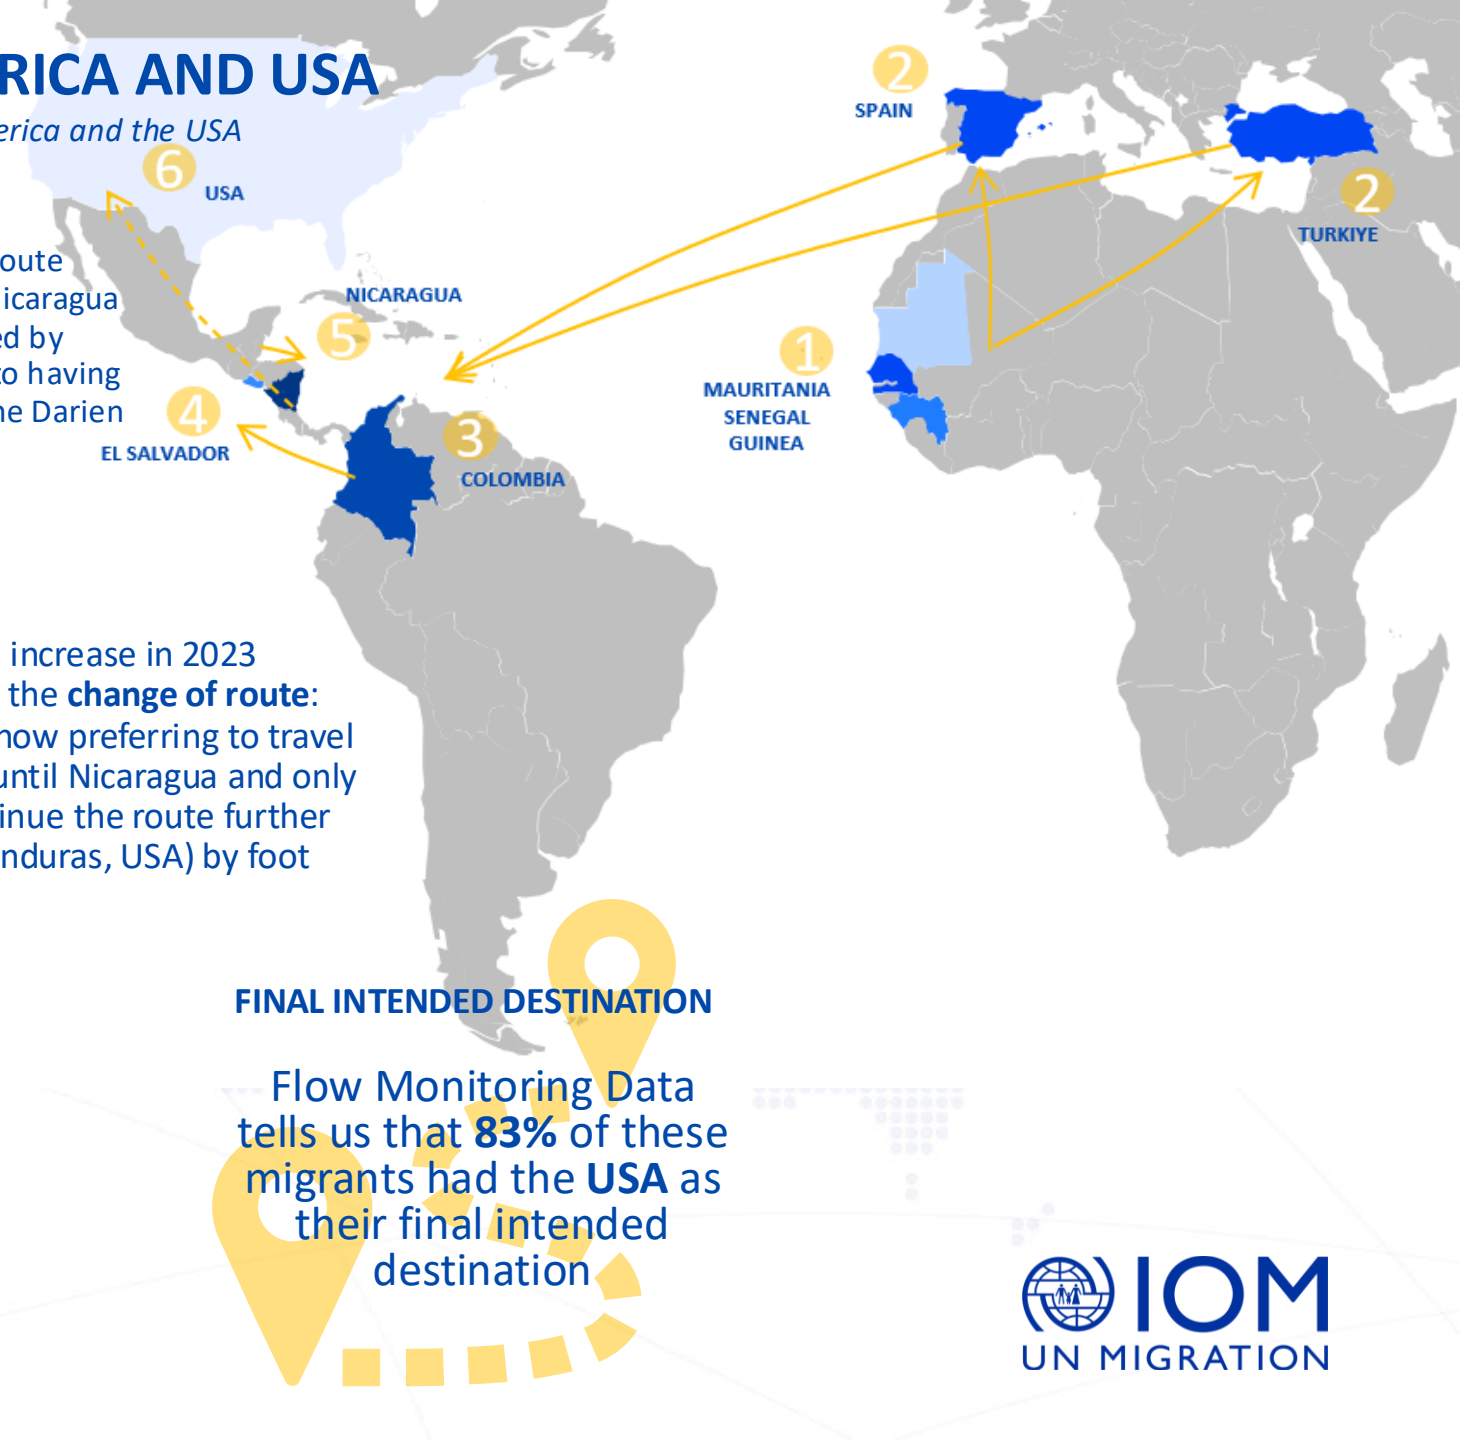 RICA AND USA
erica and the USA
6
USA
oute
icaragua
ed by
to having
he Darien
NICARAGUA
5
4
EL SALVADOR
3
COLOMBIA
2
SPAIN
2
TURKIYE
1
MAURITANIA
SENEGAL
GUINEA
increase in 2023
the change of route:
now preferring to travel
until Nicaragua and only
inue the route further
nduras, USA) by foot
FINAL INTENDED DESTINATION
Flow Monitoring Data
tells us that 83% of these
migrants had the USA as
their final intended
destination
IOM
UN MIGRATION